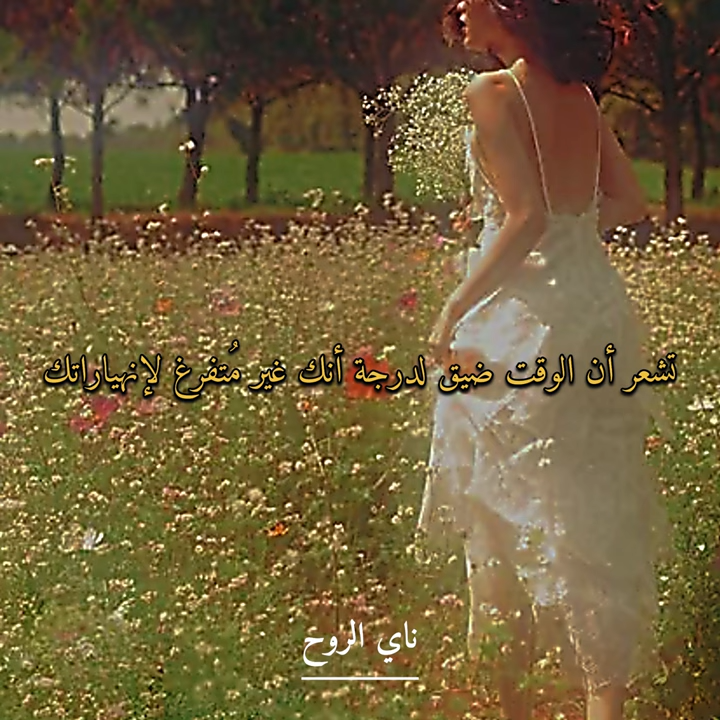 تشعر أن الوقت ضيق لدرجة أنك غير مُتفرغ لإنهياراتك
ناي الروح